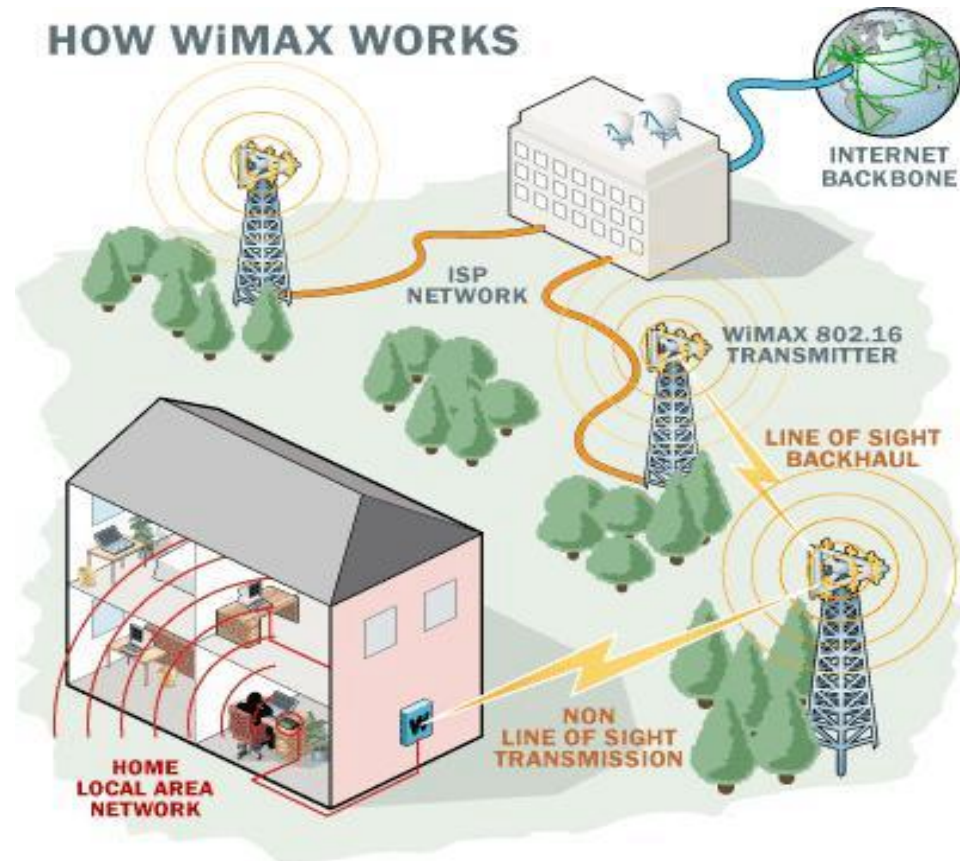 HOW WiMAX WORKS
INTERNET
BACKBONE
ISP
NETWORK
WiMAX 802.16
TRANSMITTER
LINE OF SIGHT
BACKHAUL
NON
LINE OF SIGHT
TRANSMISSION
HOME
LOCAL AREA
NETWORK